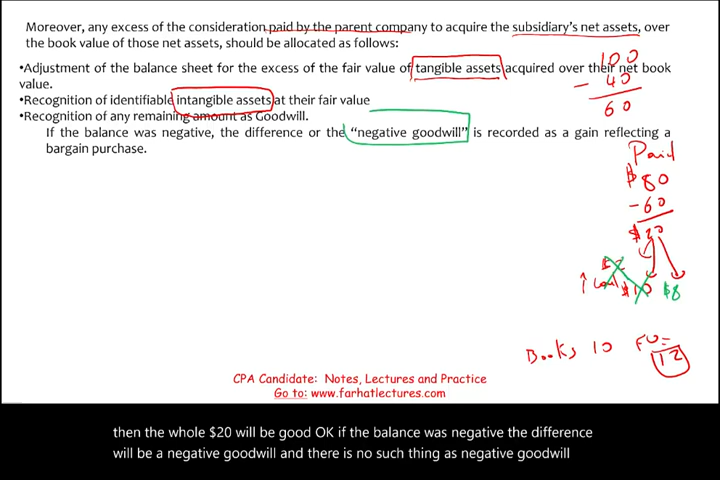 Moreover, any excess of the consideration paid by the parent company to acquire the subsidiary's net assets, over
the book value of those net assets, should be allocated as follows:
•Adjustment of the balance sheet for the excess of the fair value of tangible assets acquired over their net book
value.
•Recognition of identifiable intangible assets at their fair value
•Recognition of any remaining amount as Goodwill.
If the balance was negative, the difference or the "negative goodwill" is recorded as a gain reflecting a
bargain purchase.
100
- 40
60
Paid
$80
-60
$20
$10 $8
Books 10 FV=
12
CPA Candidate: Notes, Lectures and Practice
Go to: www.farhatlectures.com
then the whole $20 will be good OK if the balance was negative the difference
will be a negative goodwill and there is no such thing as negative goodwill